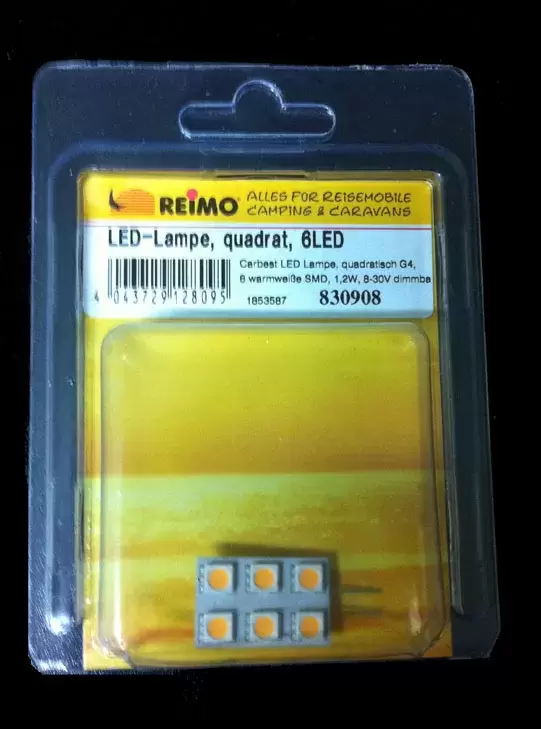 REIMO ALLES FÜR REISEMOBILE
CAMPING & CARAVANS
LED-Lampe, quadrat, 6LED
Carbest LED Lampe, quadratisch G4,
6 warmweiße SMD, 1,2W, 8-30V dimmba
4 043729 128095
1853587 830908